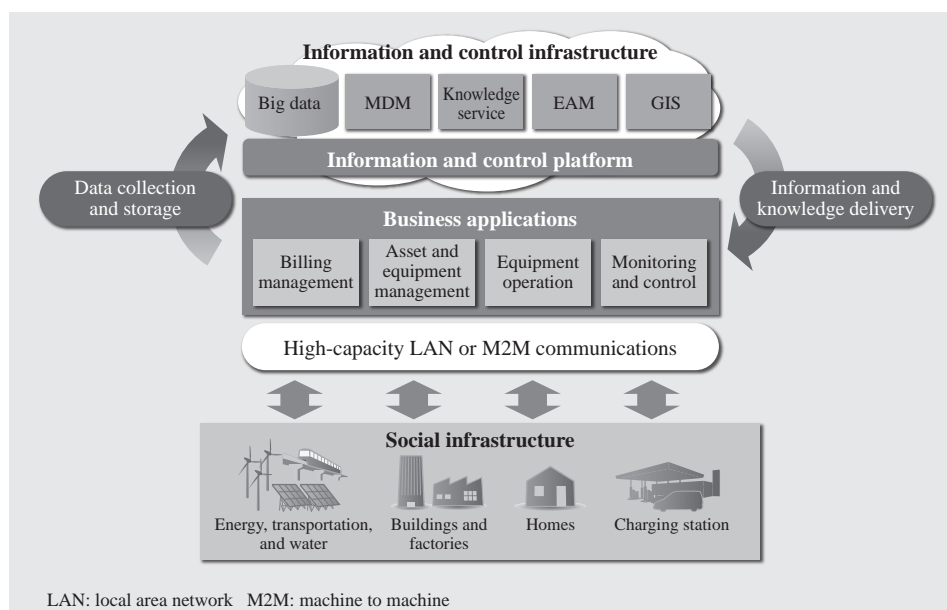 Information and control infrastructure
Big data
MDM
Knowledge
service
EAM
GIS
Information and control platform
Data collection
and storage
Information and
knowledge delivery
Business applications
Billing
management
Asset and
equipment
management
Equipment
operation
Monitoring
and control
High-capacity LAN or M2M communications
Social infrastructure
Energy, transportation,
and water
Buildings and
factories
Homes
Charging station
LAN: local area network M2M: machine to machine